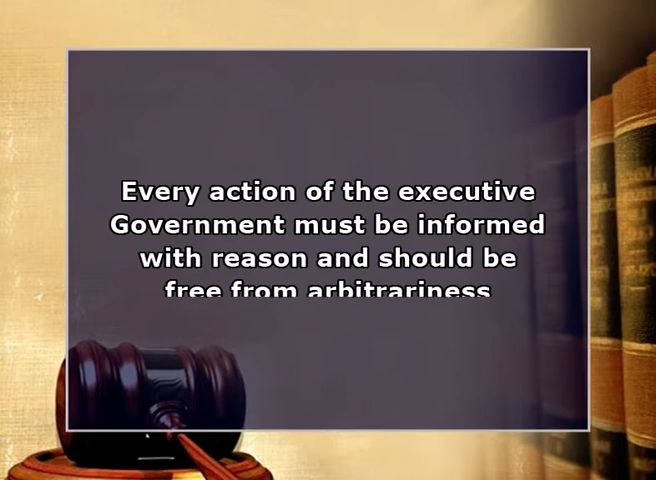 Every action of the executive
Government must be informed
with reason and should be
free from arbitrariness